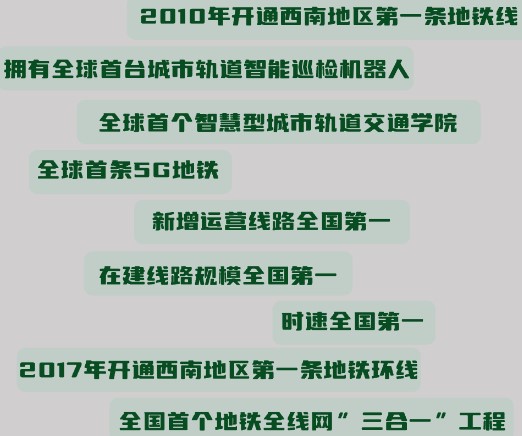 2010年开通西南地区第一条地铁线
拥有全球首台城市轨道智能巡检机器人
全球首个智慧型城市轨道交通学院
全球首条5G地铁
新增运营线路全国第一
在建线路规模全国第一
时速全国第一
2017年开通西南地区第一条地铁环线
全国首个地铁全线网”三合一”工程